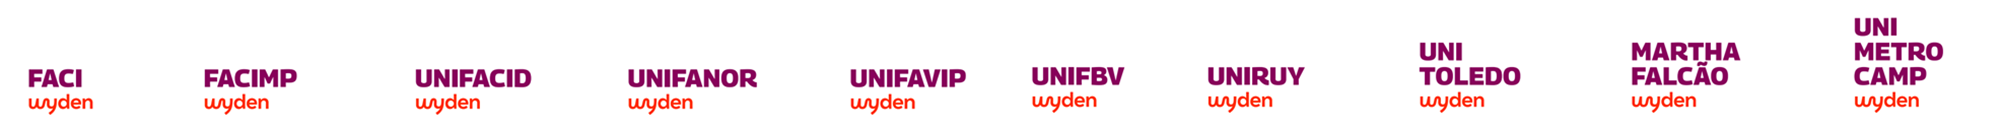 FACI
wyden
FACIMP
wyden
UNIFACID
wyden
UNIFANOR
wyden
UNIFAVIP
wyden
UNIFBV
wyden
UNIRUY
wyden
UNI
TOLEDO
wyden
MARTHA
FALCÃO
wyden
UNI
METRO
CAMP
wyden